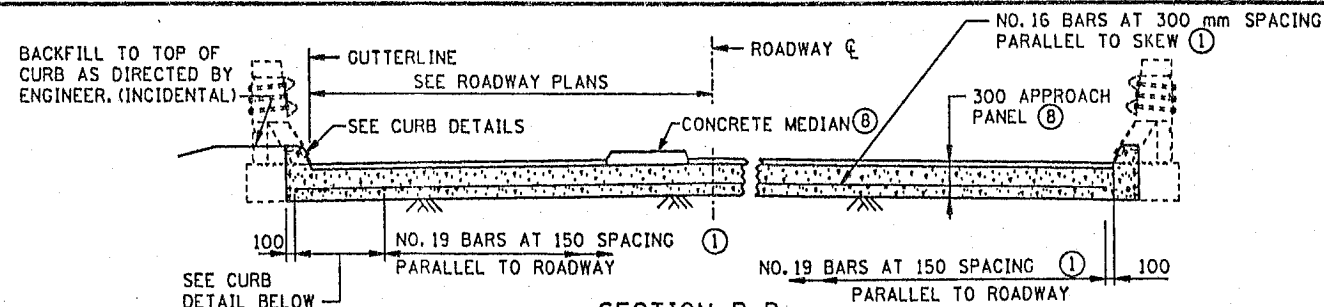 NO. 16 BARS AT 300 mm SPACING
PARALLEL TO SKEW ①
BACKFILL TO TOP OF
CURB AS DIRECTED BY
ENGINEER. (INCIDENTAL)
GUTTERLINE
ROADWAY ℄
SEE ROADWAY PLANS
300 APPROACH
PANEL ⑧
SEE CURB DETAILS
CONCRETE MEDIAN ⑧
100
NO. 19 BARS AT 150 SPACING ①
PARALLEL TO ROADWAY
NO. 19 BARS AT 150 SPACING ①
PARALLEL TO ROADWAY
100
SEE CURB
DETAIL BELOW